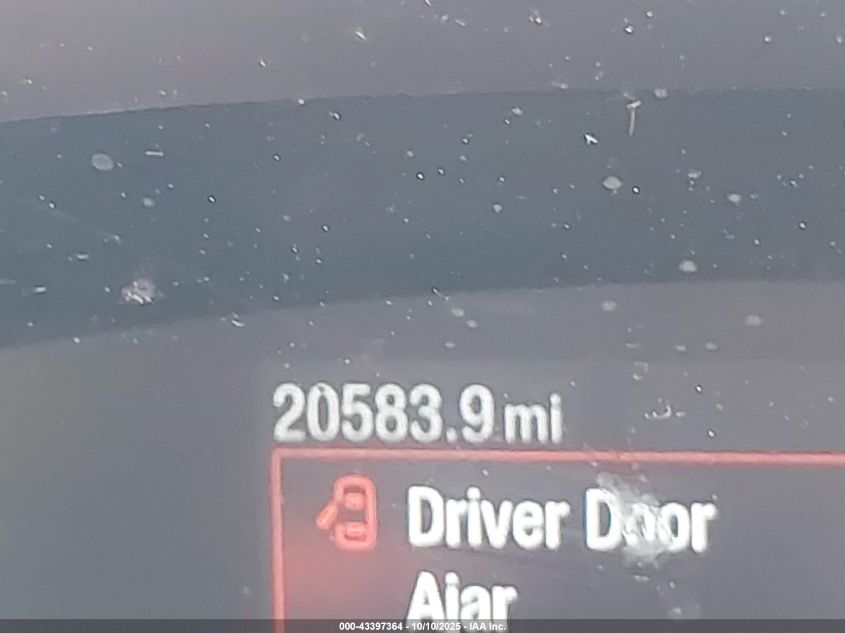 20583.9 mi
Driver Door
Ajar
000-43397364 - 10/10/2025 - IAA Inc.